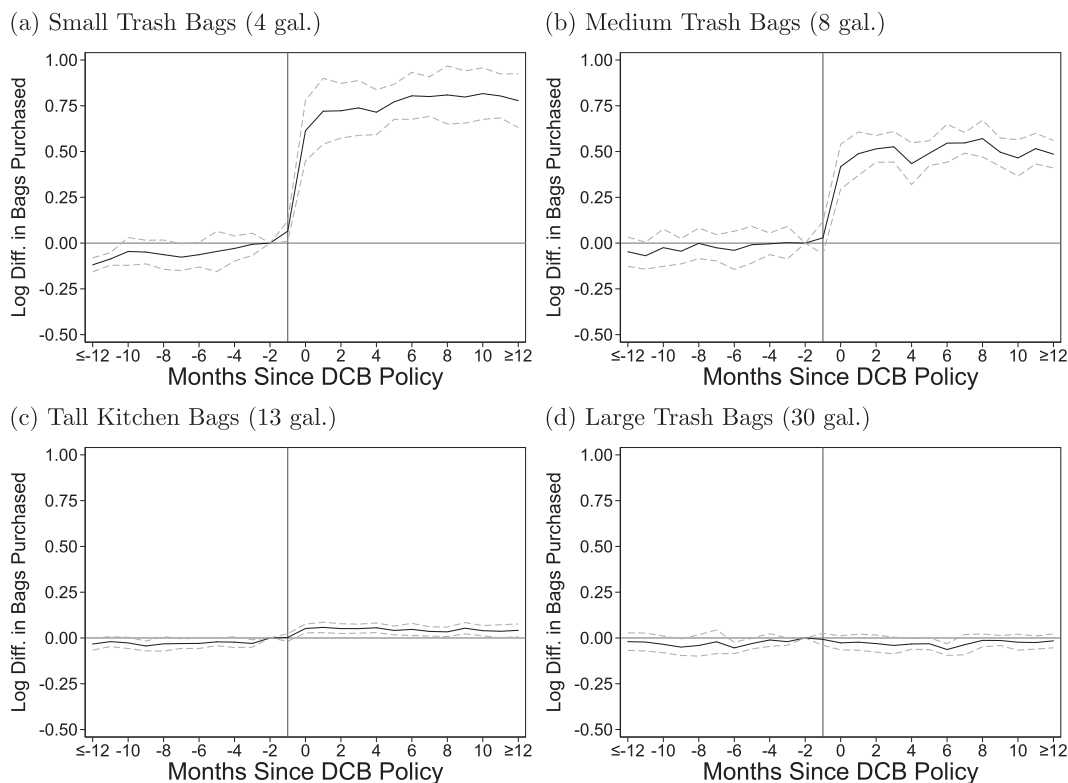 (a) Small Trash Bags (4 gal.)
Log Diff. in Bags Purchased
1.00
0.75
0.50
0.25
0.00
-0.25
-0.50
≤-12 -10 -8 -6 -4 -2 0 2 4 6 8 10 ≥12
Months Since DCB Policy
(b) Medium Trash Bags (8 gal.)
Log Diff. in Bags Purchased
1.00
0.75
0.50
0.25
0.00
-0.25
-0.50
≤-12 -10 -8 -6 -4 -2 0 2 4 6 8 10 ≥12
Months Since DCB Policy
(c) Tall Kitchen Bags (13 gal.)
Log Diff. in Bags Purchased
1.00
0.75
0.50
0.25
0.00
-0.25
-0.50
≤-12 -10 -8 -6 -4 -2 0 2 4 6 8 10 ≥12
Months Since DCB Policy
(d) Large Trash Bags (30 gal.)
Log Diff. in Bags Purchased
1.00
0.75
0.50
0.25
0.00
-0.25
-0.50
≤-12 -10 -8 -6 -4 -2 0 2 4 6 8 10 ≥12
Months Since DCB Policy